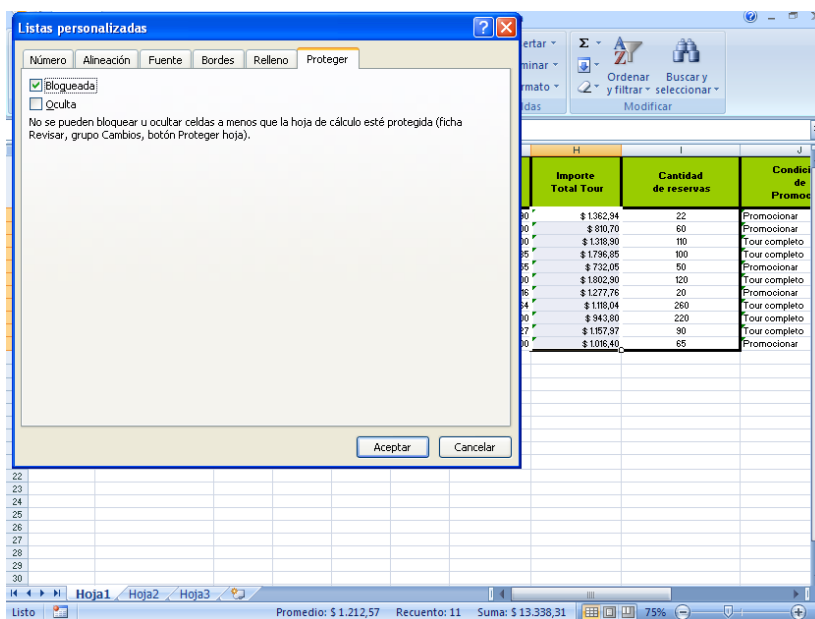 Listas personalizadas
Número Alineación Fuente Bordes Relleno Proteger
Bloqueada
Oculta
No se pueden bloquear u ocultar celdas a menos que la hoja de cálculo esté protegida (ficha
Revisar, grupo Cambios, botón Proteger hoja).
Aceptar Cancelar
Σ
Ordenar
y filtrar
Buscar y
seleccionar
Modificar
H I J
Importe
Total Tour
Cantidad
de reservas
de
$ 1.362,94 22 Promocionar
$ 810,70 60 Promocionar
$ 1.318,90 110 Tour completo
$ 1.796,85 100 Tour completo
$ 732,05 50 Promocionar
$ 1.802,90 120 Tour completo
$ 1.277,76 20 Promocionar
$ 1.118,04 260 Tour completo
$ 943,80 220 Tour completo
$ 1.157,97 90 Tour completo
$ 1.016,40 65 Promocionar
22
23
24
25
26
27
28
29
30
Hoja1 Hoja2 Hoja3
Listo Promedio: $ 1.212,57 Recuento: 11 Suma: $ 13.338,31 75%